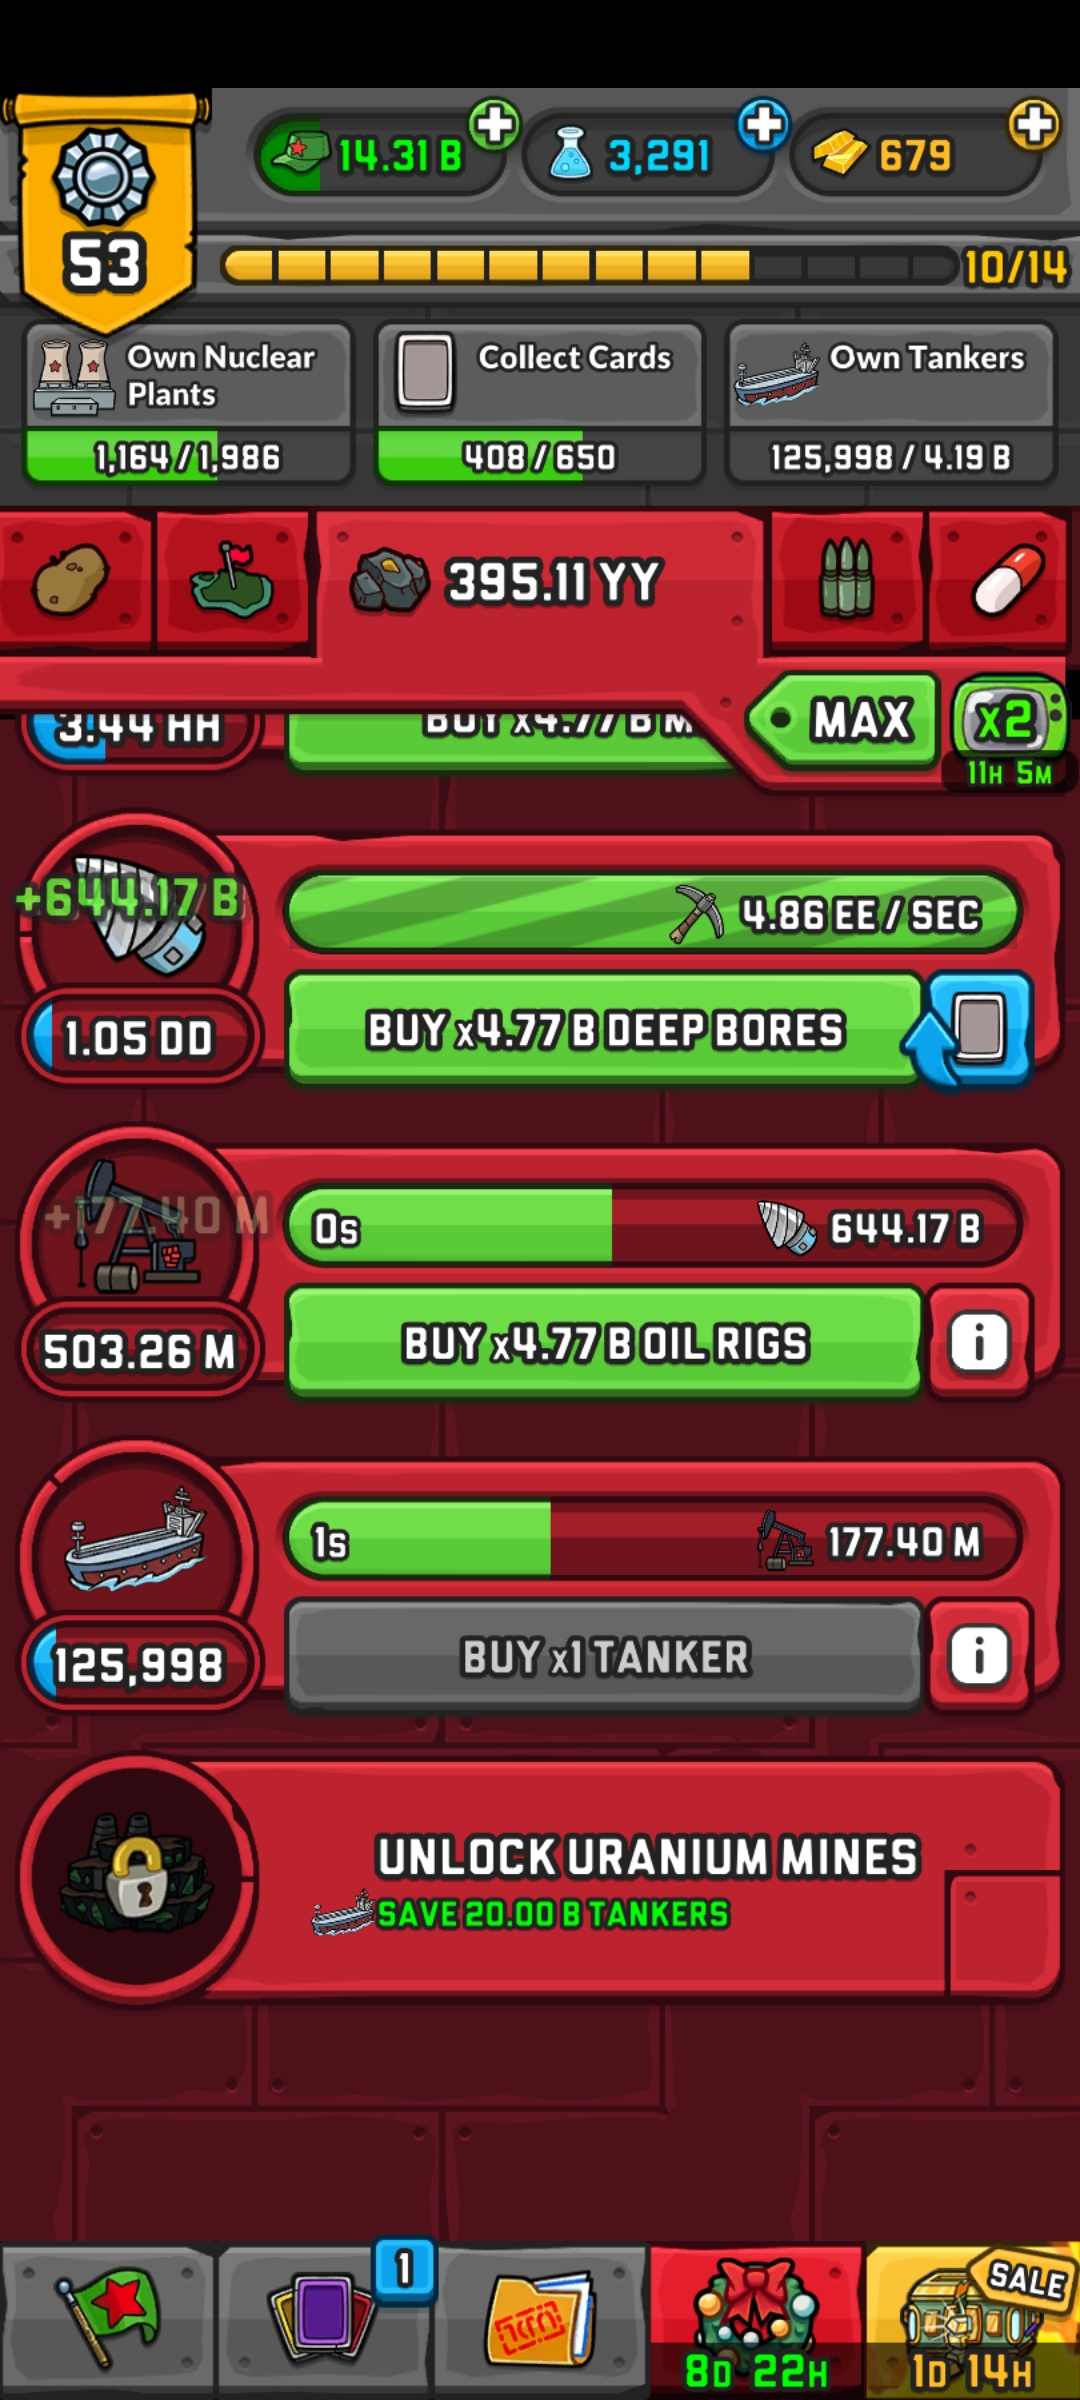 14.31 B
3,291
679
53
10/14
Own Nuclear
Plants
1,164 / 1,986
Collect Cards
408 / 650
Own Tankers
125,998 / 4.19 B
395.11 YY
3.44 HH
BUY x4.77 B M
MAX
x2
11H 5M
+644.17 B
4.86 EE / SEC
1.05 DD
BUY x4.77 B DEEP BORES
+177.40 M
0s
644.17 B
503.26 M
BUY x4.77 B OIL RIGS
i
1s
177.40 M
125,998
BUY x1 TANKER
i
UNLOCK URANIUM MINES
SAVE 20.00 B TANKERS
1
8D 22H
SALE
1D 14H